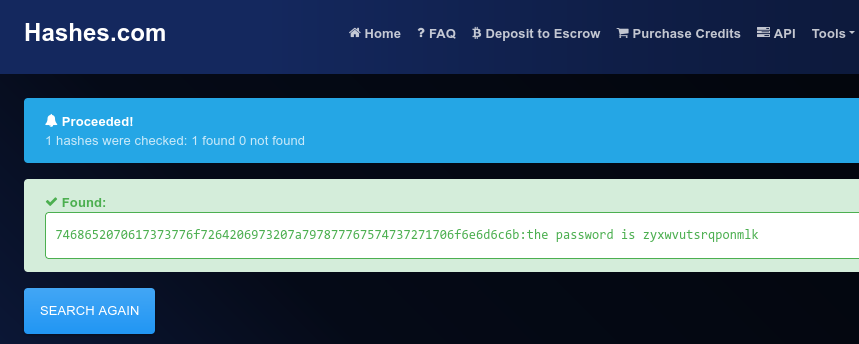 Hashes.com
Home ? FAQ Deposit to Escrow Purchase Credits API Tools
Proceeded!
1 hashes were checked: 1 found 0 not found
Found:
7468652070617373776f7264206973207a797877767574737271706f6e6d6c6b:the password is zyxwvutsrqponmlk
SEARCH AGAIN